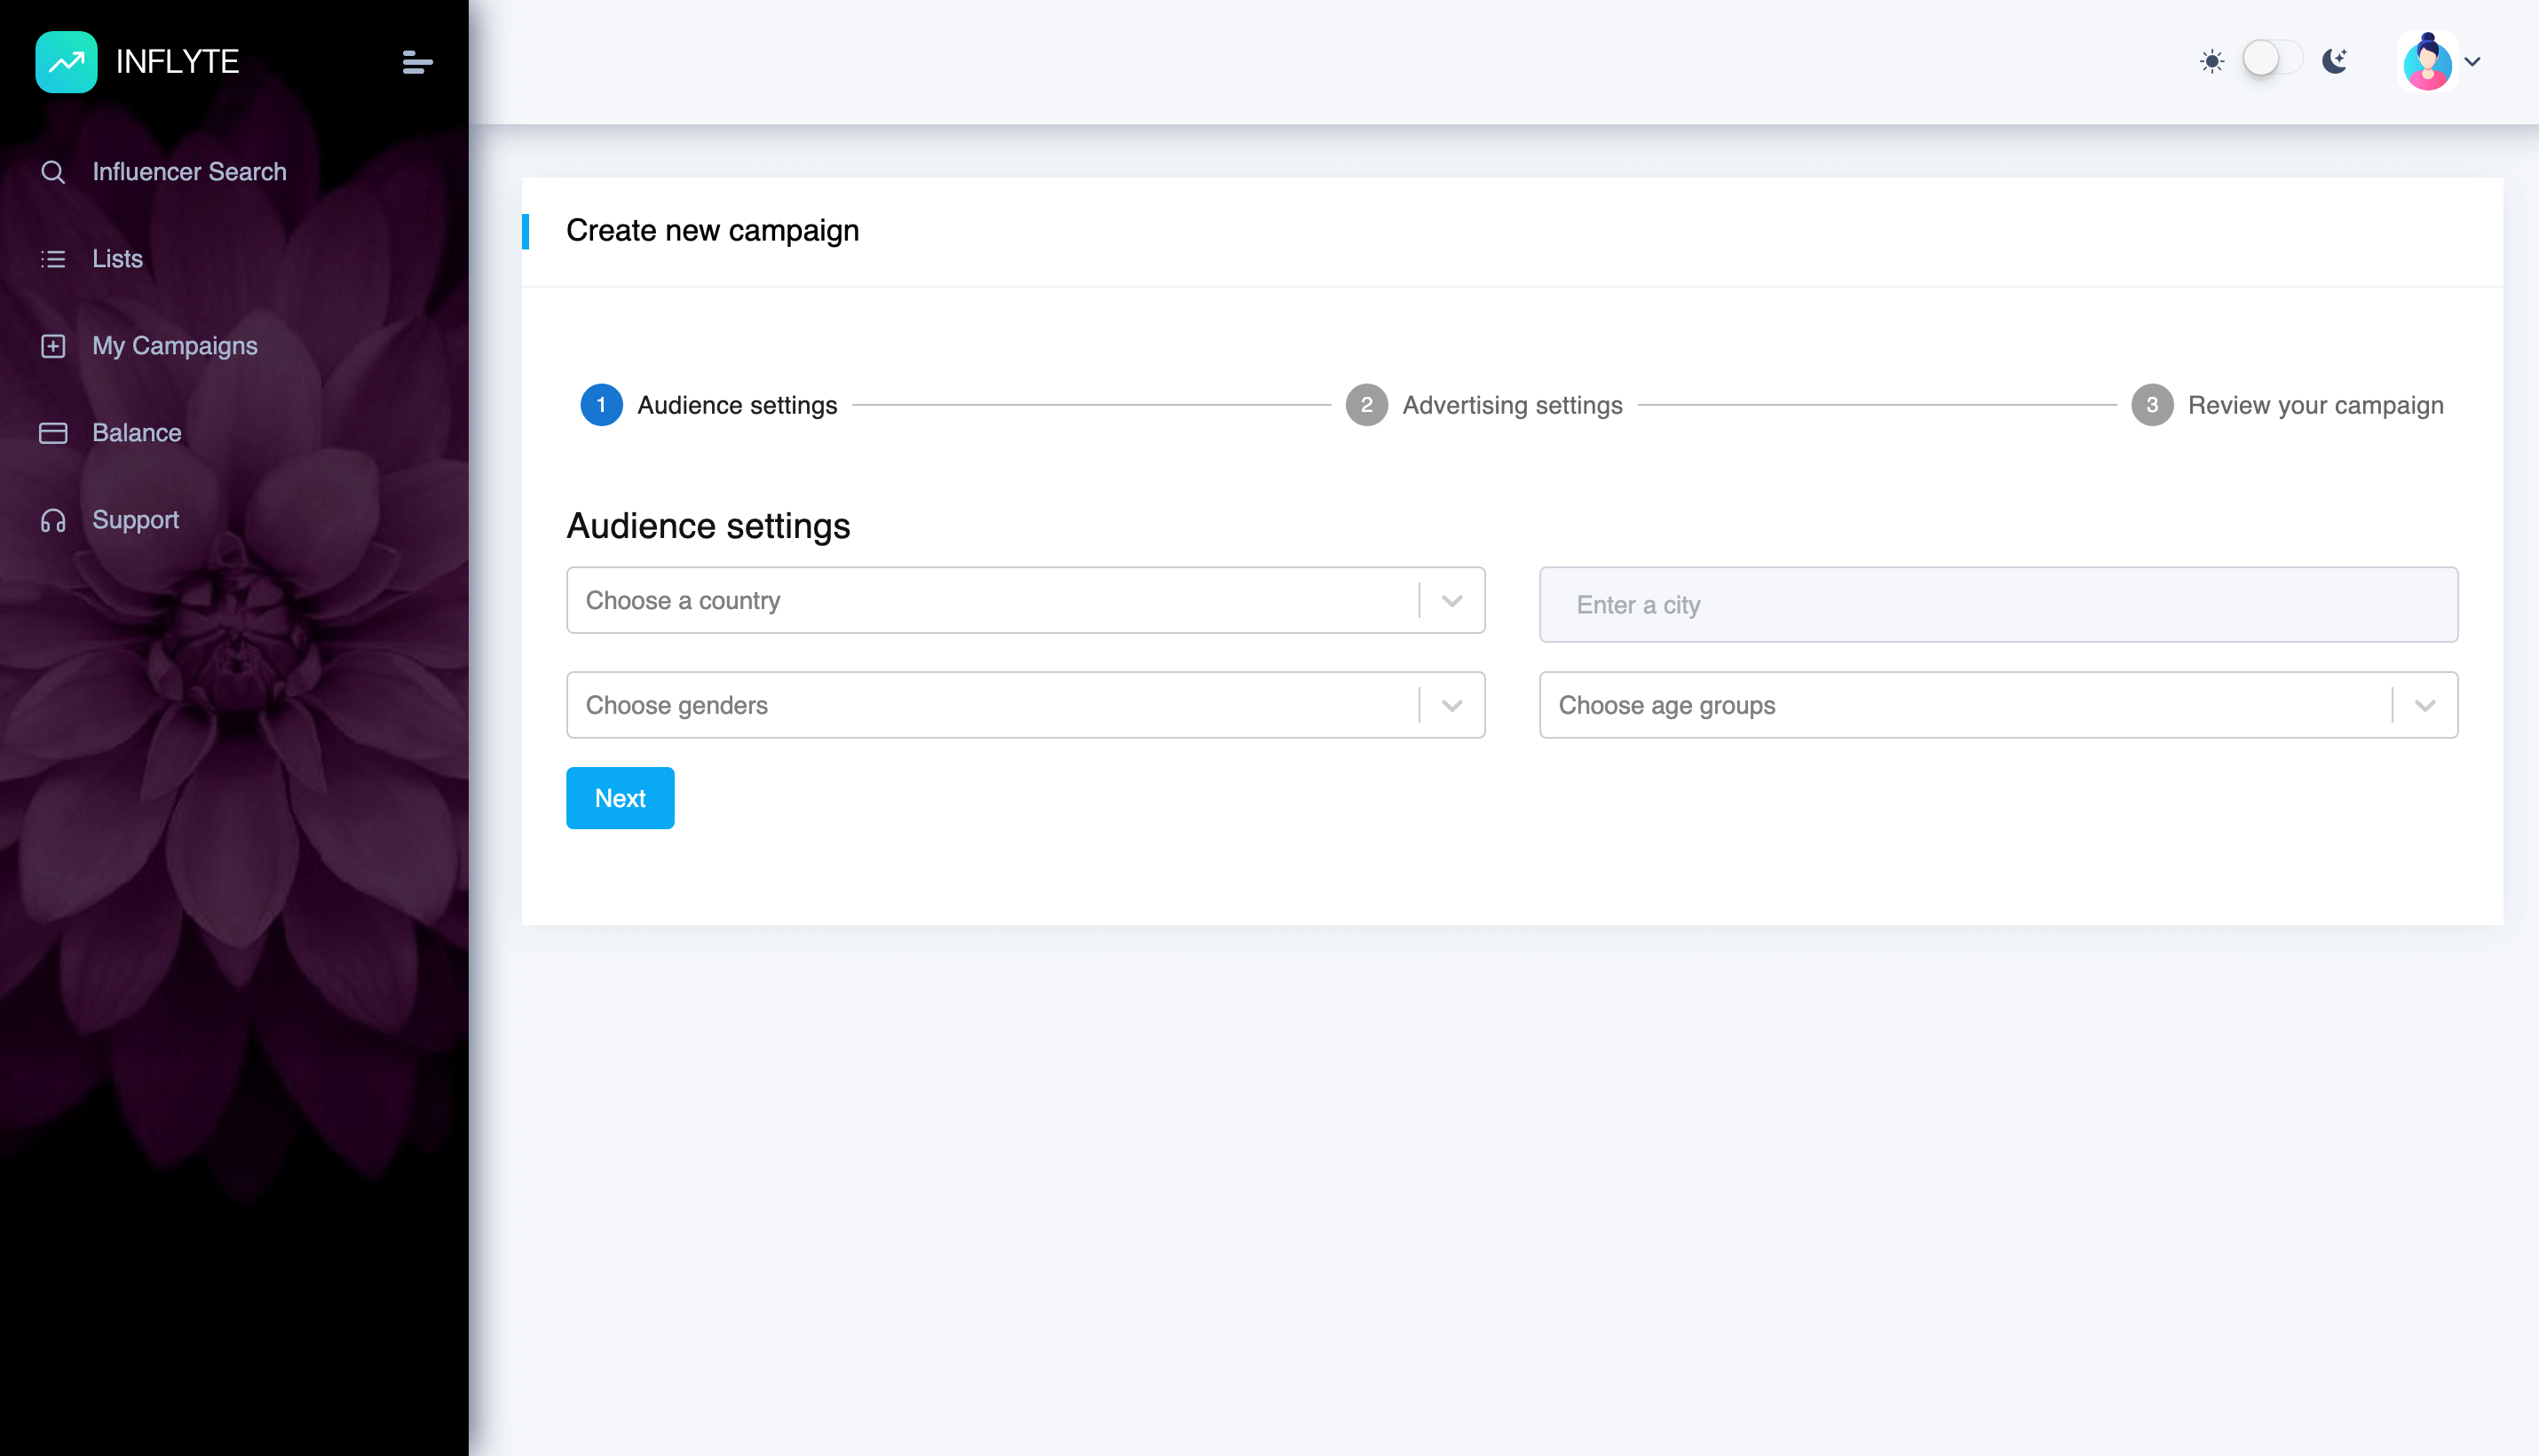 INFLYTE
Influencer Search
Lists
My Campaigns
Balance
Support
Create new campaign
1 Audience settings 2 Advertising settings 3 Review your campaign
Audience settings
Choose a country Enter a city
Choose genders Choose age groups
Next